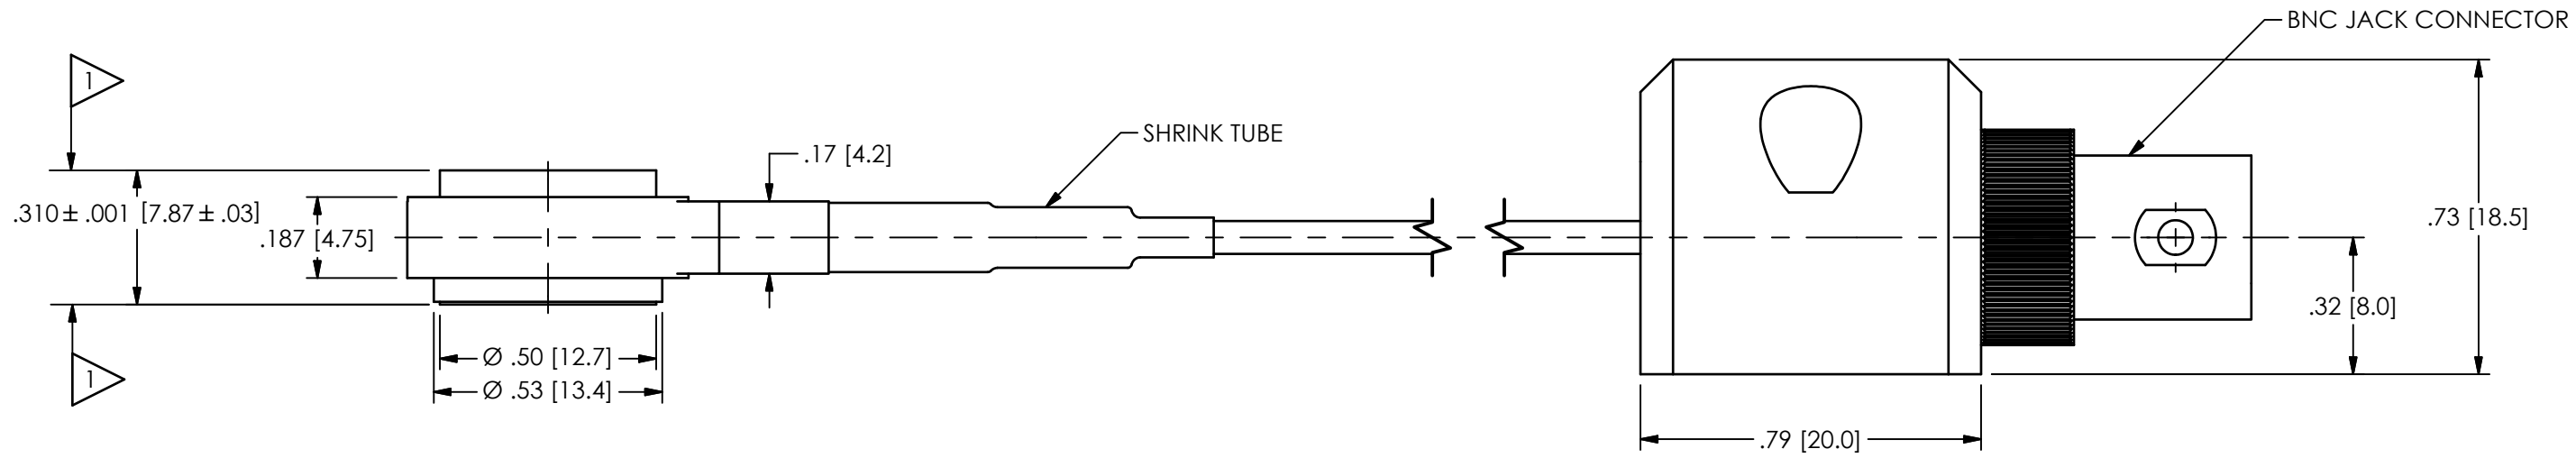 BNC JACK CONNECTOR
1
SHRINK TUBE
.17 [4.2]
.310±.001 [7.87±.03]
.187 [4.75]
.73 [18.5]
.32 [8.0]
Ø .50 [12.7]
1
Ø .53 [13.4]
.79 [20.0]